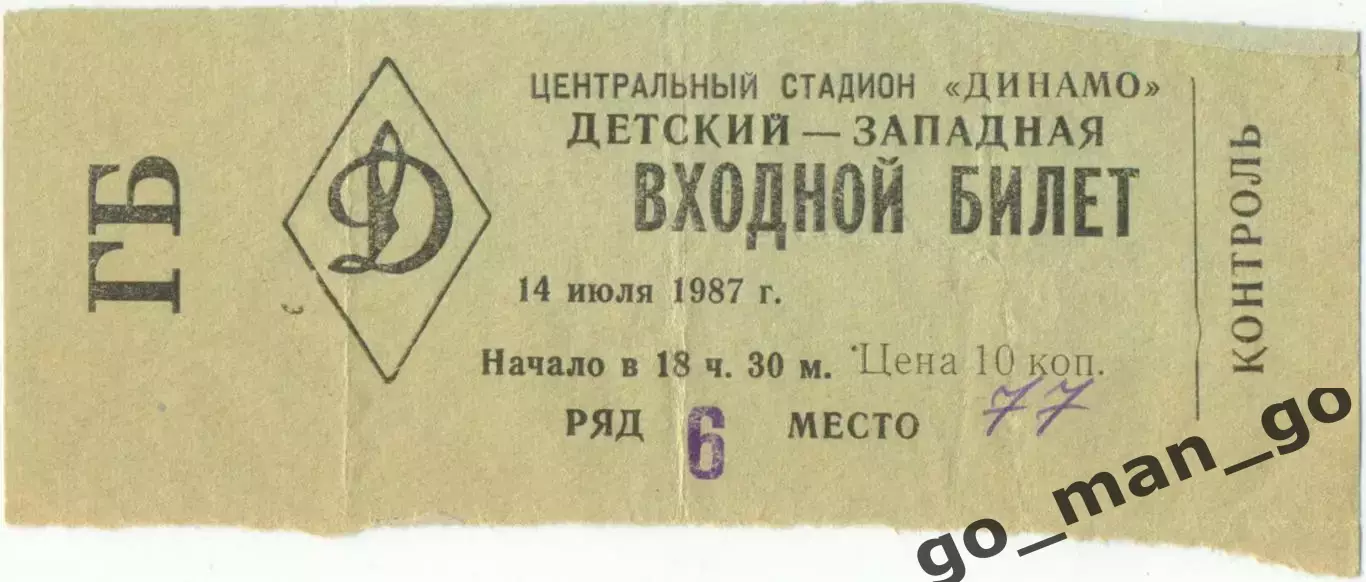 ГБ
Д
ЦЕНТРАЛЬНЫЙ СТАДИОН «ДИНАМО»
ДЕТСКИЙ — ЗАПАДНАЯ
ВХОДНОЙ БИЛЕТ
14 июля 1987 г.
Начало в 18 ч. 30 м. Цена 10 коп.
РЯД 6 МЕСТО 77
КОНТРОЛЬ
go_man_go